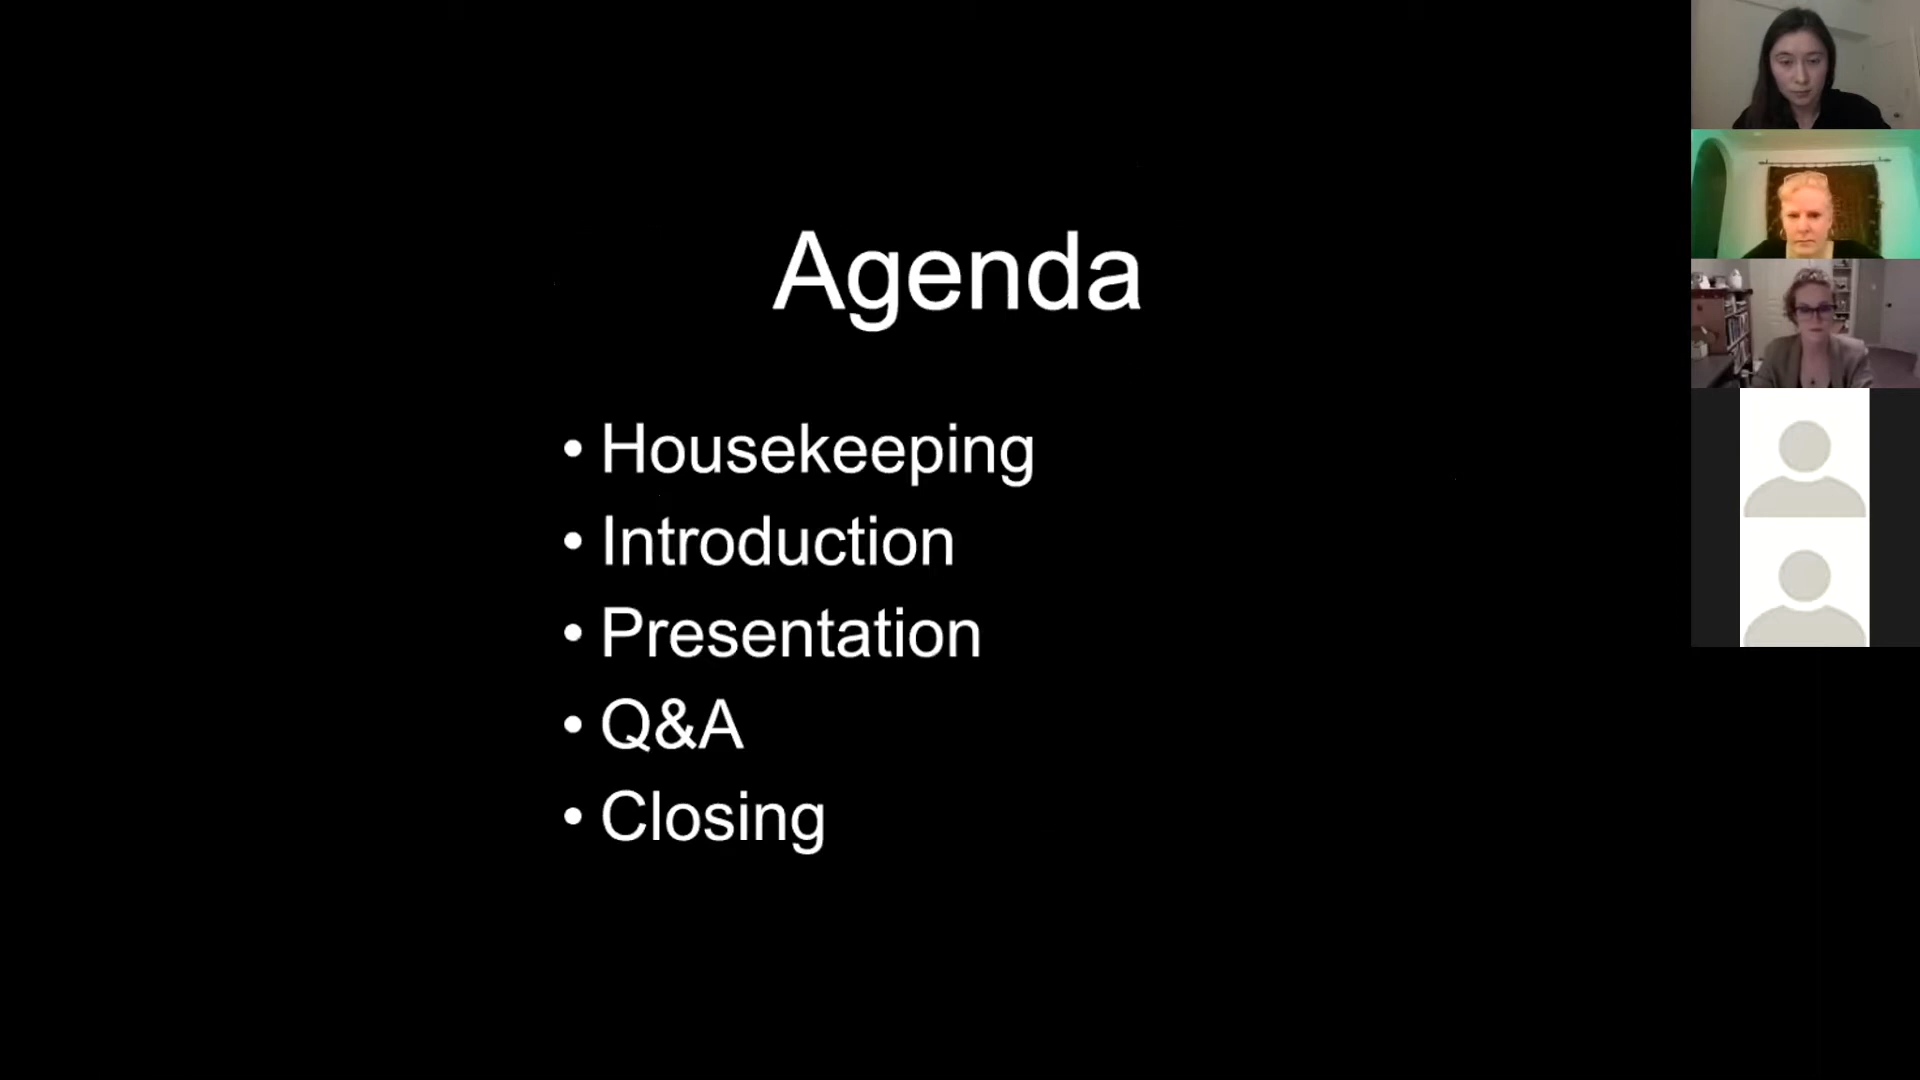 Agenda
• Housekeeping
• Introduction
• Presentation
• Q&A
• Closing